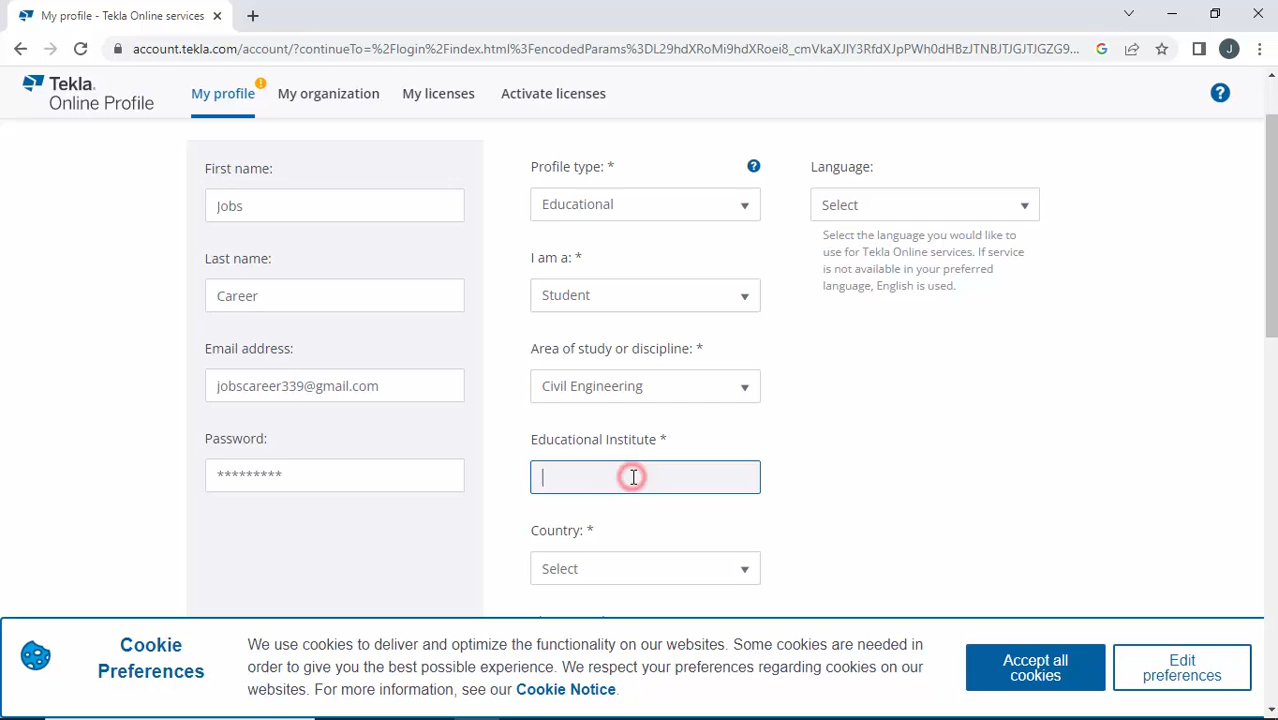 My profile - Tekla Online services
account.tekla.com/account/?continueTo=%2Flogin%2Findex.html%3FencodedParams%3DL29hdXRoMi9hdXRoei8_cmVkaXJlY3RfdXJpPWh0dHBzJTNBJTJGJTJGZG9...
J
Tekla.
Online Profile
My profile
My organization
My licenses
Activate licenses
First name:
Jobs
Last name:
Career
Email address:
jobscareer339@gmail.com
Password:
*********
Profile type: *
Educational
I am a: *
Student
Area of study or discipline: *
Civil Engineering
Educational Institute *
Country: *
Select
Language:
Select
Select the language you would like to
use for Tekla Online services. If service
is not available in your preferred
language, English is used.
Cookie
Preferences
We use cookies to deliver and optimize the functionality on our websites. Some cookies are needed in
order to give you the best possible experience. We respect your preferences regarding cookies on our
websites. For more information, see our Cookie Notice.
Accept all
cookies
Edit
preferences